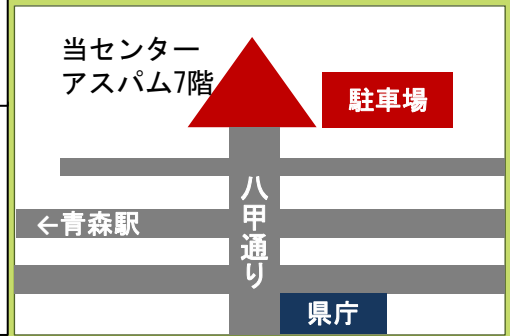 当センター
アスパム7階
駐車場
←青森駅
八甲通り
県庁